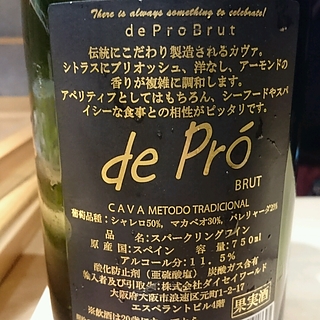 There is always something to celebrate!
de Pro Brut
伝統にこだわり製造されるカヴァ。
シトラスにブリオッシュ、洋なし、アーモンドの
香りが複雑に調和します。
アペリティフとしてはもちろん、シーフードやスパ
イシーな食事との相性がピッタリです。
de Pró
BRUT
CAVA METODO TRADICIONAL
葡萄品種:シャレロ50%, マカベオ30%, パレリャーダ20%
品 名:スパークリングワイン
原 産 国:スペイン 容 量:750ml
アルコール分:11.5%
酸化防止剤(亜硫酸塩) 炭酸ガス含有
輸入者及び引取先:株式会社ダイセイワールド
大阪府大阪市浪速区元町1-2-17
エスペラントビル4階
果実酒
※飲酒は20歳に